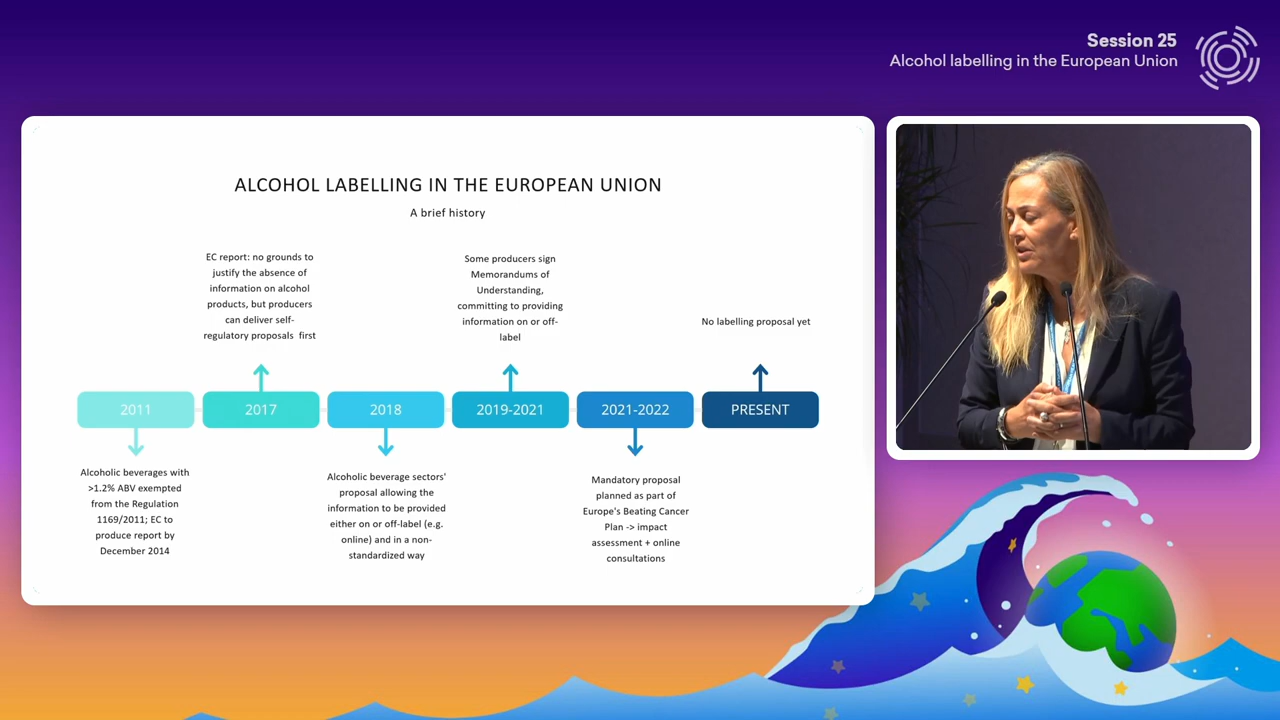 Session 25
Alcohol labelling in the European Union
ALCOHOL LABELLING IN THE EUROPEAN UNION
A brief history
EC report: no grounds to
justify the absence of
information on alcohol
products, but producers
can deliver self-
regulatory proposals first
Some producers sign
Memorandums of
Understanding,
committing to providing
information on or off-
label
No labelling proposal yet
2011
2017
2018
2019-2021
2021-2022
PRESENT
Alcoholic beverages with
>1.2% ABV exempted
from the Regulation
1169/2011; EC to
produce report by
December 2014
Alcoholic beverage sectors'
proposal allowing the
information to be provided
either on or off-label (e.g.
online) and in a non-
standardized way
Mandatory proposal
planned as part of
Europe's Beating Cancer
Plan -> impact
assessment + online
consultations